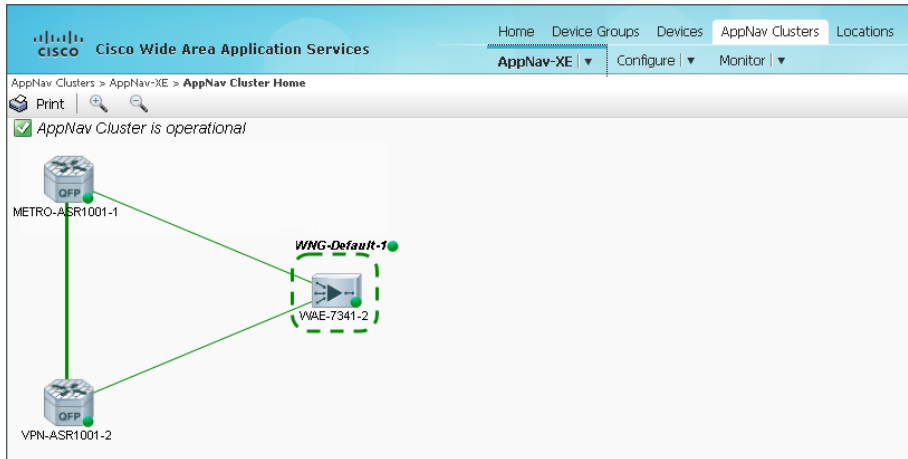 Home Device Groups Devices AppNav Clusters Locations
CISCO Cisco Wide Area Application Services
AppNav-XE Configure Monitor
AppNav Clusters > AppNav-XE > AppNav Cluster Home
Print
AppNav Cluster is operational
QFP
METRO-ASR1001-1
WNG-Default-1
WAE-7341-2
QFP
VPN-ASR1001-2